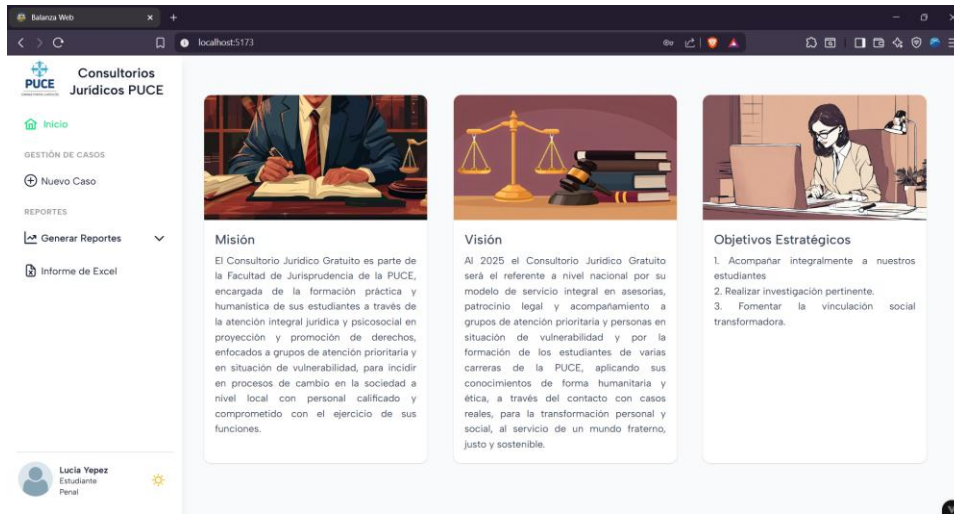 Balanza Web
localhost:5173
PUCE
Consultorios
Jurídicos PUCE
Inicio
GESTIÓN DE CASOS
Nuevo Caso
REPORTES
Generar Reportes
Informe de Excel
Lucia Yepez
Estudiante
Penal
Misión
El Consultorio Jurídico Gratuito es parte de
la Facultad de Jurisprudencia de la PUCE,
encargada de la formación práctica y
humanística de sus estudiantes a través de
la atención integral jurídica y psicosocial en
proyección y promoción de derechos,
enfocados a grupos de atención prioritaria y
en situación de vulnerabilidad, para incidir
en procesos de cambio en la sociedad a
nivel local con personal calificado y
comprometido con el ejercicio de sus
funciones.
Visión
Al 2025 el Consultorio Jurídico Gratuito
será el referente a nivel nacional por su
modelo de servicio integral en asesorías,
patrocinio legal y acompañamiento a
grupos de atención prioritaria y personas en
situación de vulnerabilidad y por la
formación de los estudiantes de varias
carreras de la PUCE, aplicando sus
conocimientos de forma humanitaria y
ética, a través del contacto con casos
reales, para la transformación personal y
social, al servicio de un mundo fraterno,
justo y sostenible.
Objetivos Estratégicos
1. Acompañar integralmente a nuestros
estudiantes
2. Realizar investigación pertinente.
3. Fomentar la vinculación social
transformadora.